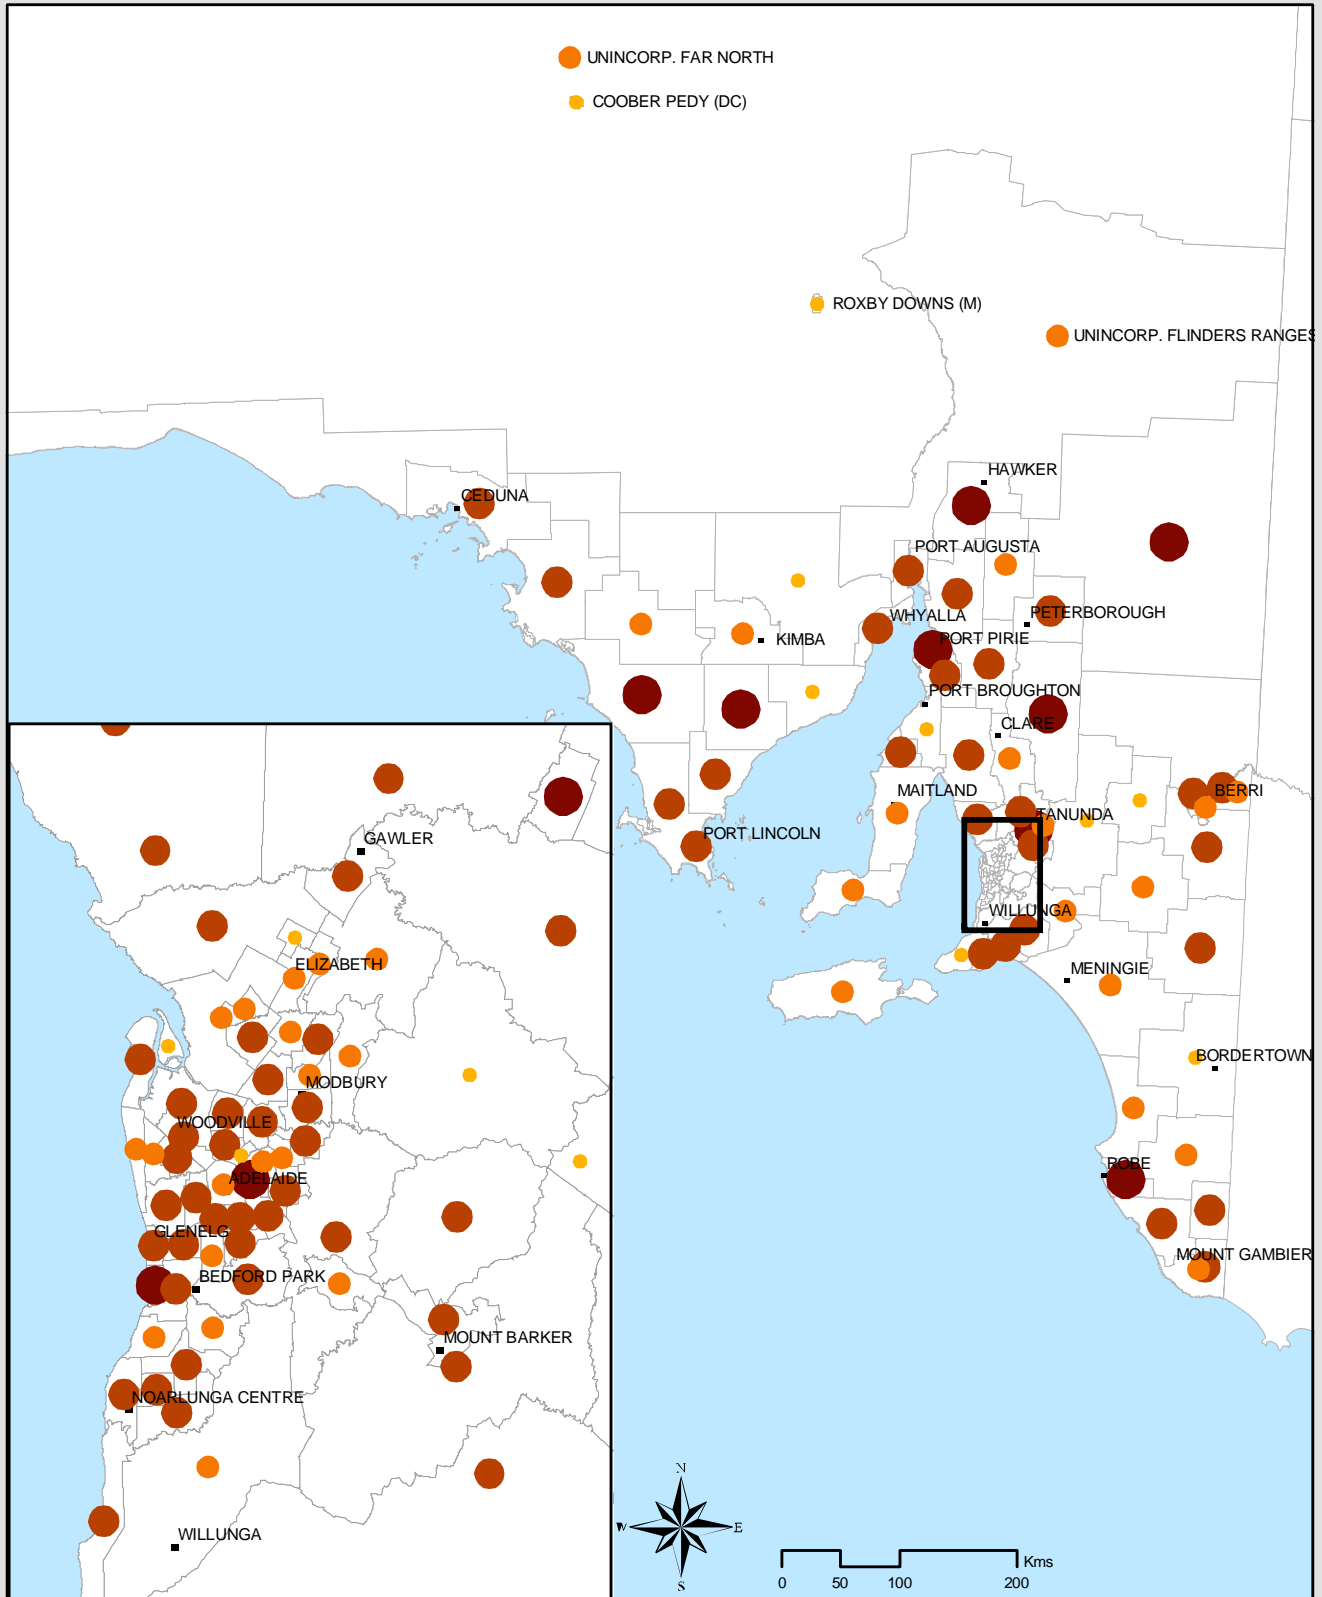 UNINCORP. FAR NORTH
COOBER PEDY (DC)
ROXBY DOWNS (M)
UNINCORP. FLINDERS RANGES
HAWKER
CEDUNA
PORT AUGUSTA
WHYALLA
PETERBOROUGH
KIMBA
PORT PIRIE
PORT BROUGHTON
CLARE
MAITLAND
BERRI
TANUNDA
PORT LINCOLN
WILLUNGA
MENINGIE
BORDERTOWN
ROBE
MOUNT GAMBIER
GAWLER
ELIZABETH
MODBURY
WOODVILLE
ADELAIDE
GLENELG
BEDFORD PARK
MOUNT BARKER
NOARLUNGA CENTRE
WILLUNGA
N
W
E
S
Kms
0 50 100 200